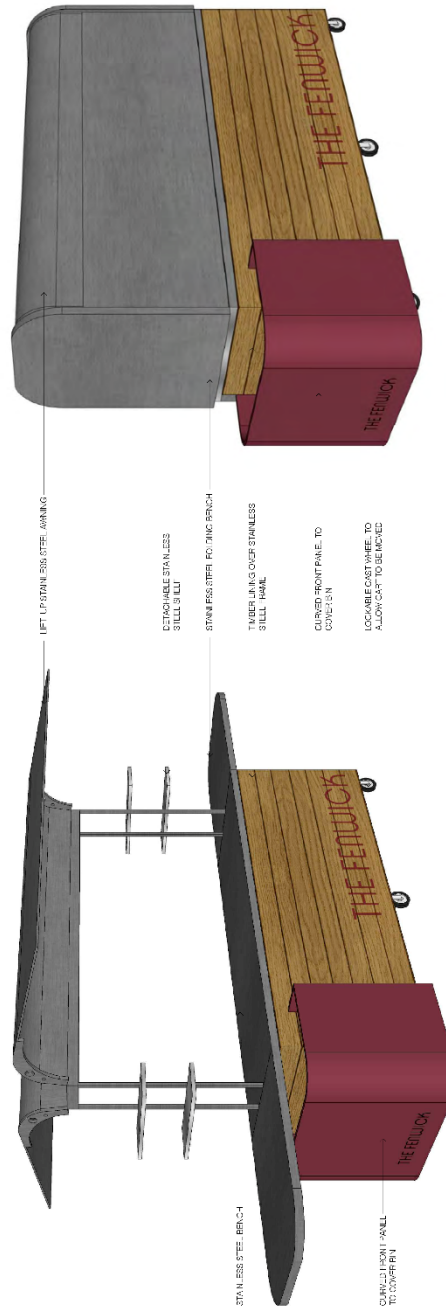 LIFT UP STAINLESS STEEL AWNING
DETACHABLE STAINLESS
STEEL SHELF
STAINLESS STEEL FOLDING BENCH
TIMBER LINING OVER STAINLESS
STEEL FRAME
CURVED FRONT PANEL TO
COVER BIN
LOCKABLE CAST WHEEL TO
ALLOW CART TO BE MOVED
THE FENWICK
THE FENWICK
STAINLESS STEEL BENCH
CURVED FRONT PANEL
TO COVER BIN
THE FENWICK
THE FENWICK